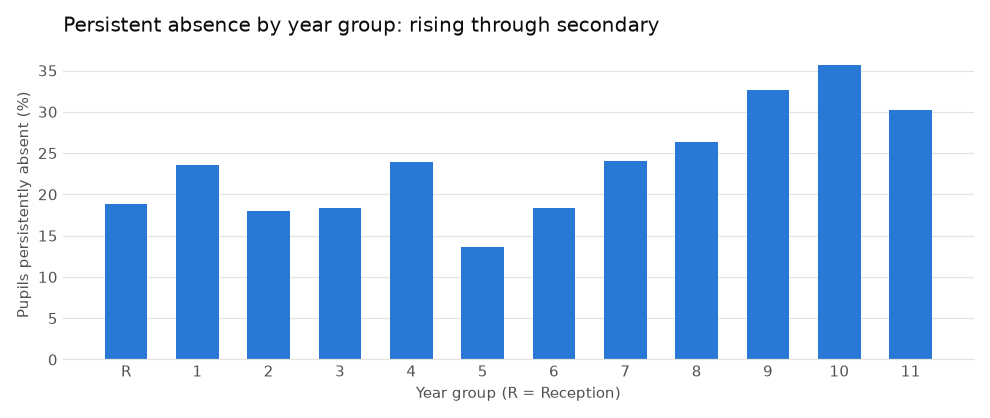 Persistent absence by year group: rising through secondary
Pupils persistently absent (%)
35
30
25
20
15
10
5
0
R 1 2 3 4 5 6 7 8 9 10 11
Year group (R = Reception)